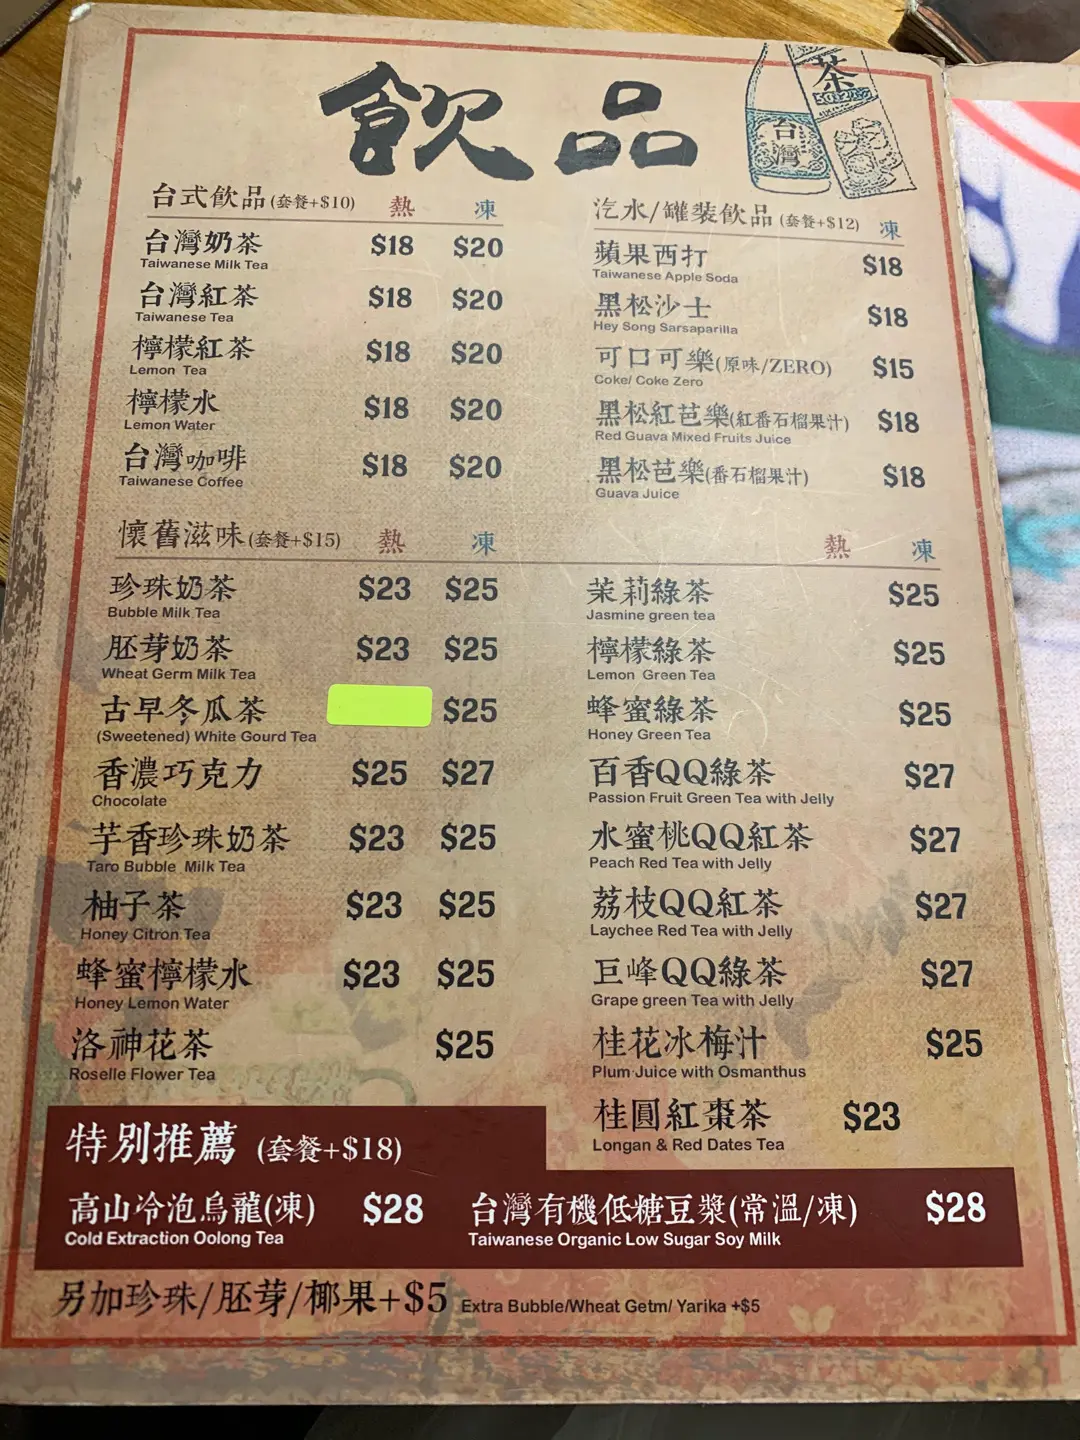 飲品
茶
台灣
台式飲品(套餐+$10) 熱 凍
台灣奶茶 $18 $20
Taiwanese Milk Tea
台灣紅茶 $18 $20
Taiwanese Tea
檸檬紅茶 $18 $20
Lemon Tea
檸檬水 $18 $20
Lemon Water
台灣咖啡 $18 $20
Taiwanese Coffee
汽水/罐裝飲品(套餐+$12) 凍
蘋果西打 $18
Taiwanese Apple Soda
黑松沙士 $18
Hey Song Sarsaparilla
可口可樂(原味/ZERO) $15
Coke/ Coke Zero
黑松紅芭樂(紅番石榴果汁) $18
Red Guava Mixed Fruits Juice
黑松芭樂(番石榴果汁) $18
Guava Juice
懷舊滋味(套餐+$15) 熱 凍
珍珠奶茶 $23 $25
Bubble Milk Tea
胚芽奶茶 $23 $25
Wheat Germ Milk Tea
古早冬瓜茶 $25
(Sweetened) White Gourd Tea
香濃巧克力 $25 $27
Chocolate
芋香珍珠奶茶 $23 $25
Taro Bubble Milk Tea
柚子茶 $23 $25
Honey Citron Tea
蜂蜜檸檬水 $23 $25
Honey Lemon Water
洛神花茶 $25
Roselle Flower Tea
熱 凍
茉莉綠茶 $25
Jasmine green tea
檸檬綠茶 $25
Lemon Green Tea
蜂蜜綠茶 $25
Honey Green Tea
百香QQ綠茶 $27
Passion Fruit Green Tea with Jelly
水蜜桃QQ紅茶 $27
Peach Red Tea with Jelly
荔枝QQ紅茶 $27
Laychee Red Tea with Jelly
巨峰QQ綠茶 $27
Grape green Tea with Jelly
桂花冰梅汁 $25
Plum Juice with Osmanthus
桂圓紅棗茶 $23
Longan & Red Dates Tea
特別推薦 (套餐+$18)
高山冷泡烏龍(凍) $28
Cold Extraction Oolong Tea
台灣有機低糖豆漿(常溫/凍) $28
Taiwanese Organic Low Sugar Soy Milk
另加珍珠/胚芽/椰果+$5 Extra Bubble/Wheat Getm/ Yarika +$5